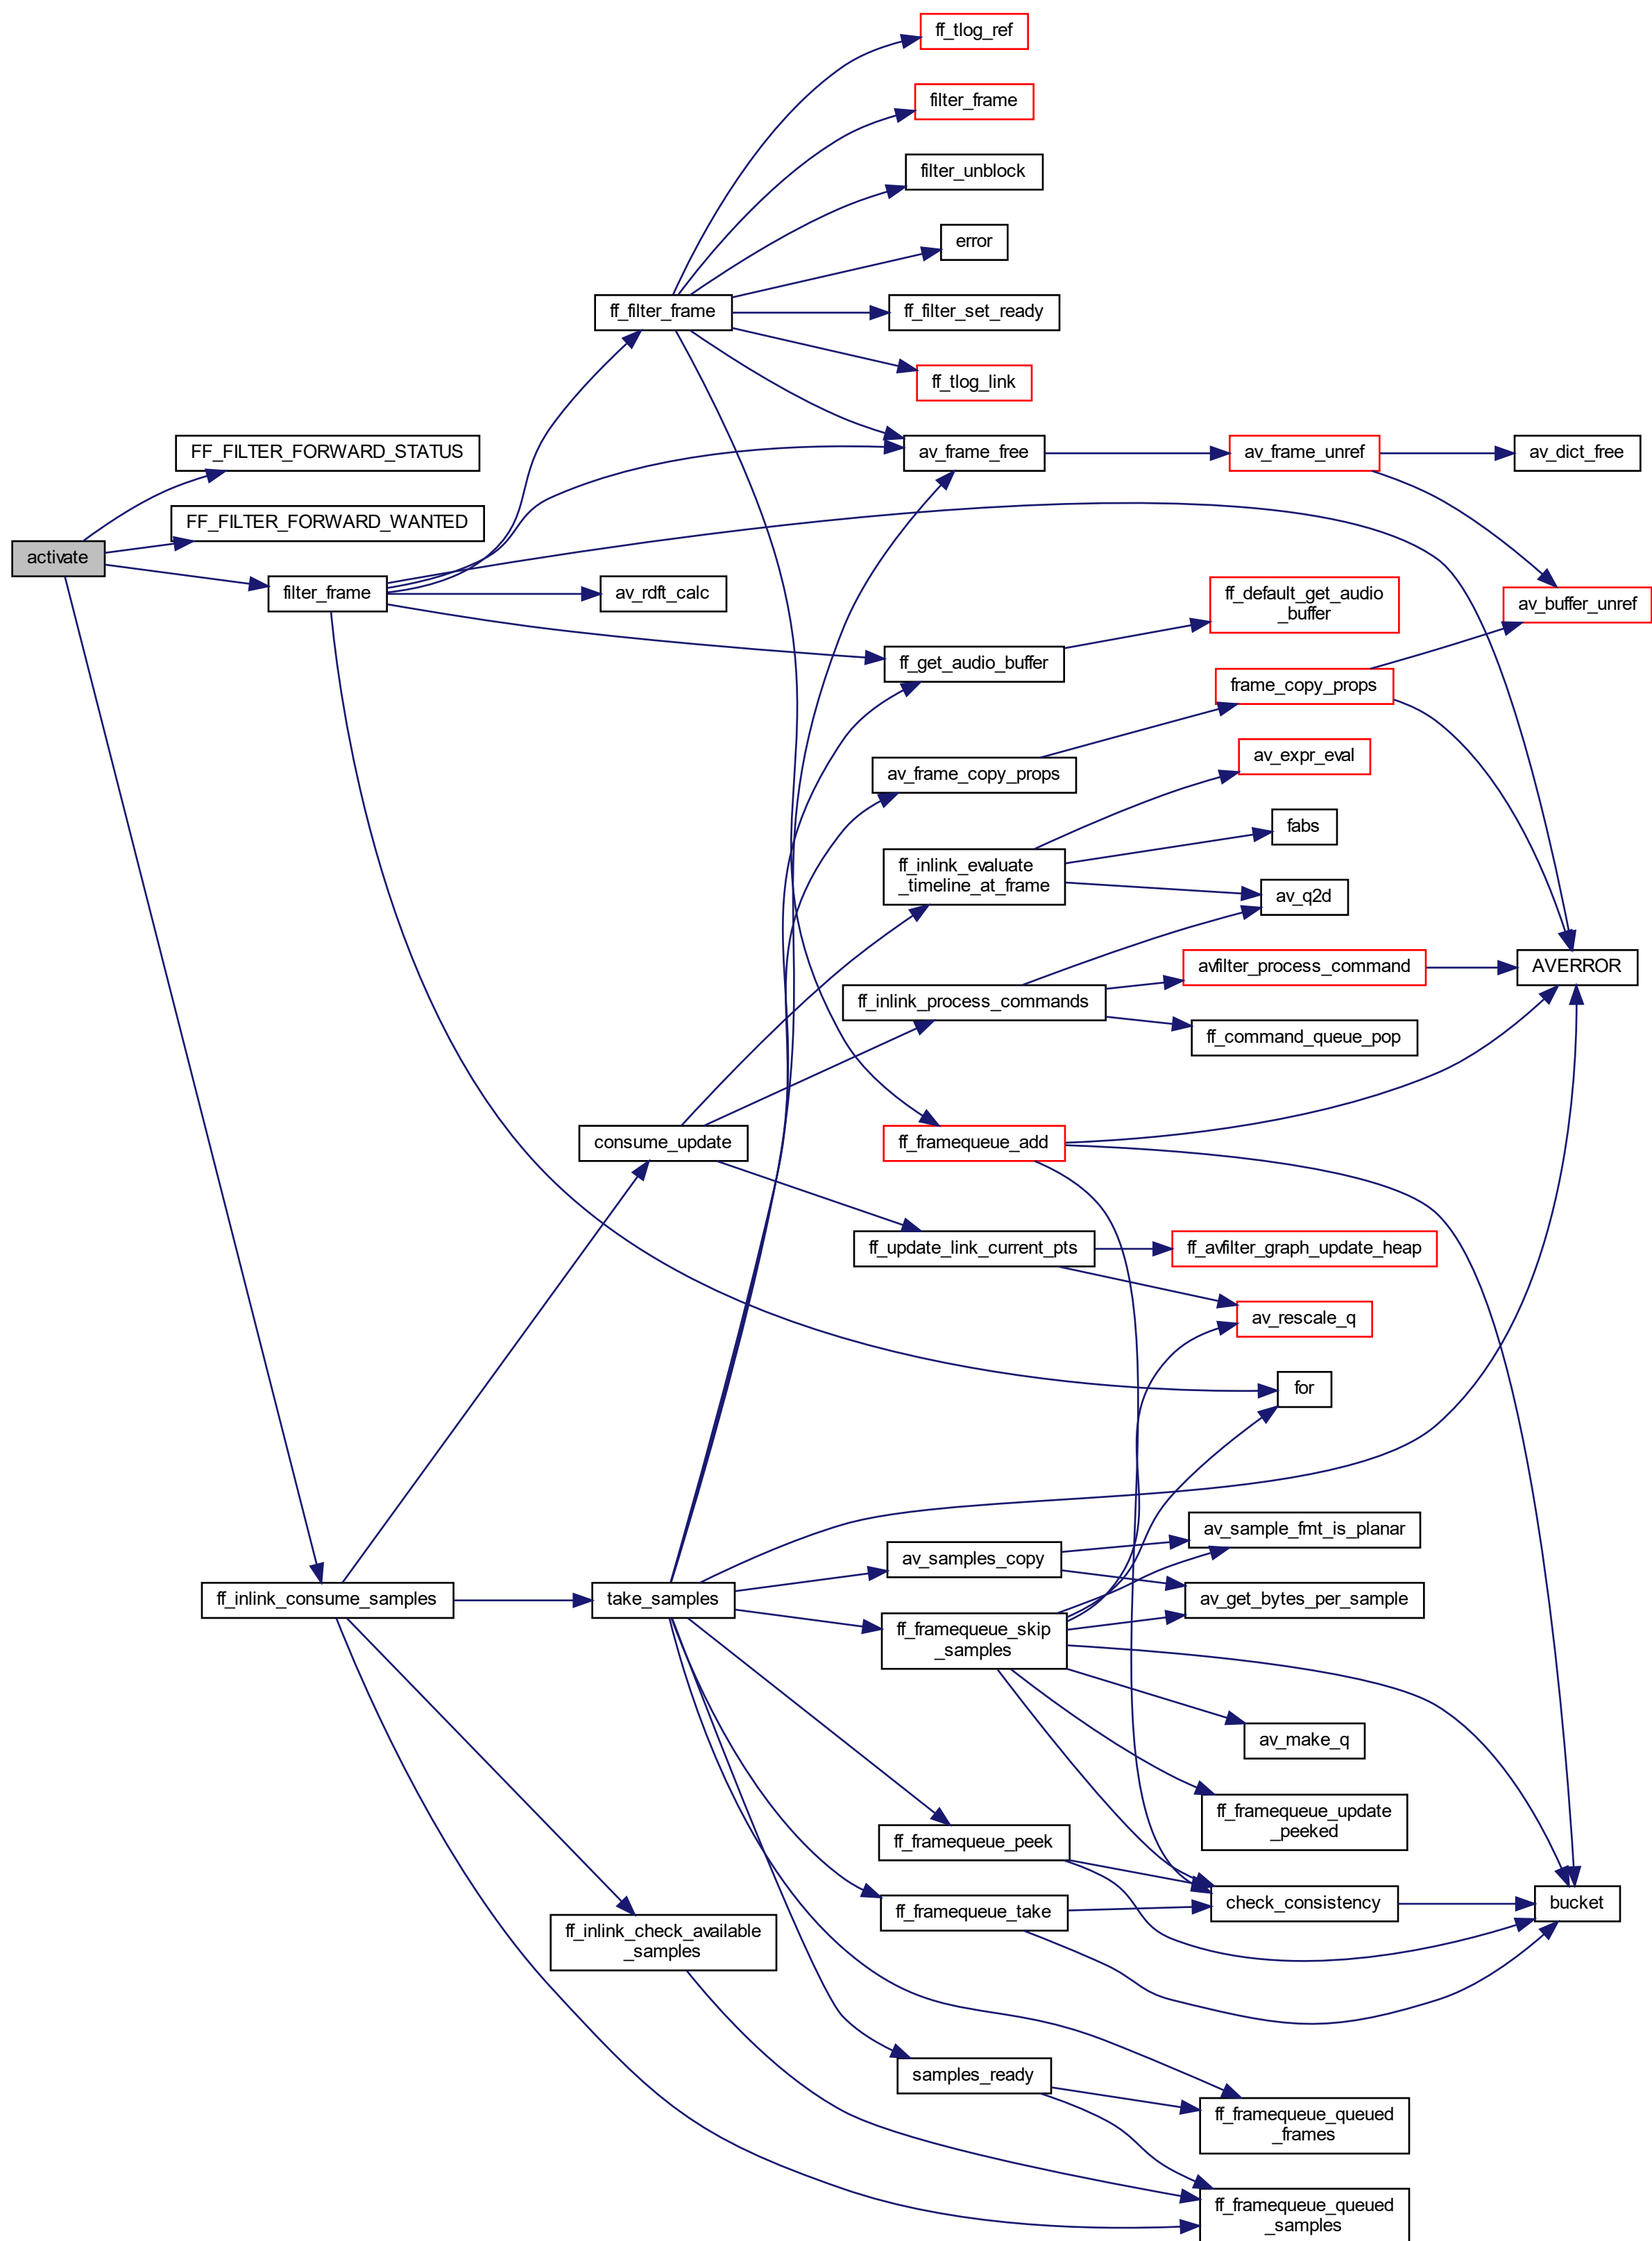 ff_tlog_ref
filter_frame
filter_unblock
error
ff_filter_frame
ff_filter_set_ready
ff_tlog_link
FF_FILTER_FORWARD_STATUS
av_frame_free
av_frame_unref
av_dict_free
FF_FILTER_FORWARD_WANTED
activate
filter_frame
av_rdft_calc
ff_default_get_audio
_buffer
av_buffer_unref
ff_get_audio_buffer
frame_copy_props
av_frame_copy_props
av_expr_eval
fabs
ff_inlink_evaluate
_timeline_at_frame
av_q2d
avfilter_process_command
AVERROR
ff_inlink_process_commands
ff_command_queue_pop
consume_update
ff_framequeue_add
ff_update_link_current_pts
ff_avfilter_graph_update_heap
av_rescale_q
for
av_sample_fmt_is_planar
av_samples_copy
ff_inlink_consume_samples
take_samples
av_get_bytes_per_sample
ff_framequeue_skip
_samples
av_make_q
ff_framequeue_update
_peeked
ff_framequeue_peek
check_consistency
bucket
ff_framequeue_take
ff_inlink_check_available
_samples
samples_ready
ff_framequeue_queued
_frames
ff_framequeue_queued
_samples